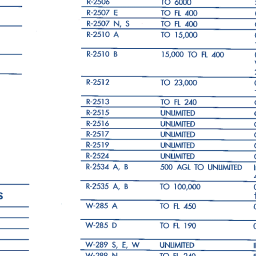 R-2506 TO 6000
R-2507 E TO FL 400
R-2507 N, S TO FL 400
R-2510 A TO 15,000
R-2510 B 15,000 TO FL 400
R-2512 TO 23,000
R-2513 TO FL 240
R-2515 UNLIMITED
R-2516 UNLIMITED
R-2517 UNLIMITED
R-2519 UNLIMITED
R-2524 UNLIMITED
R-2534 A, B 500 AGL TO UNLIMITED
R-2535 A, B TO 100,000
S
W-285 A TO FL 450
W-285 D TO FL 190
W-289 S, E, W UNLIMITED
W-289 N TO FL 240